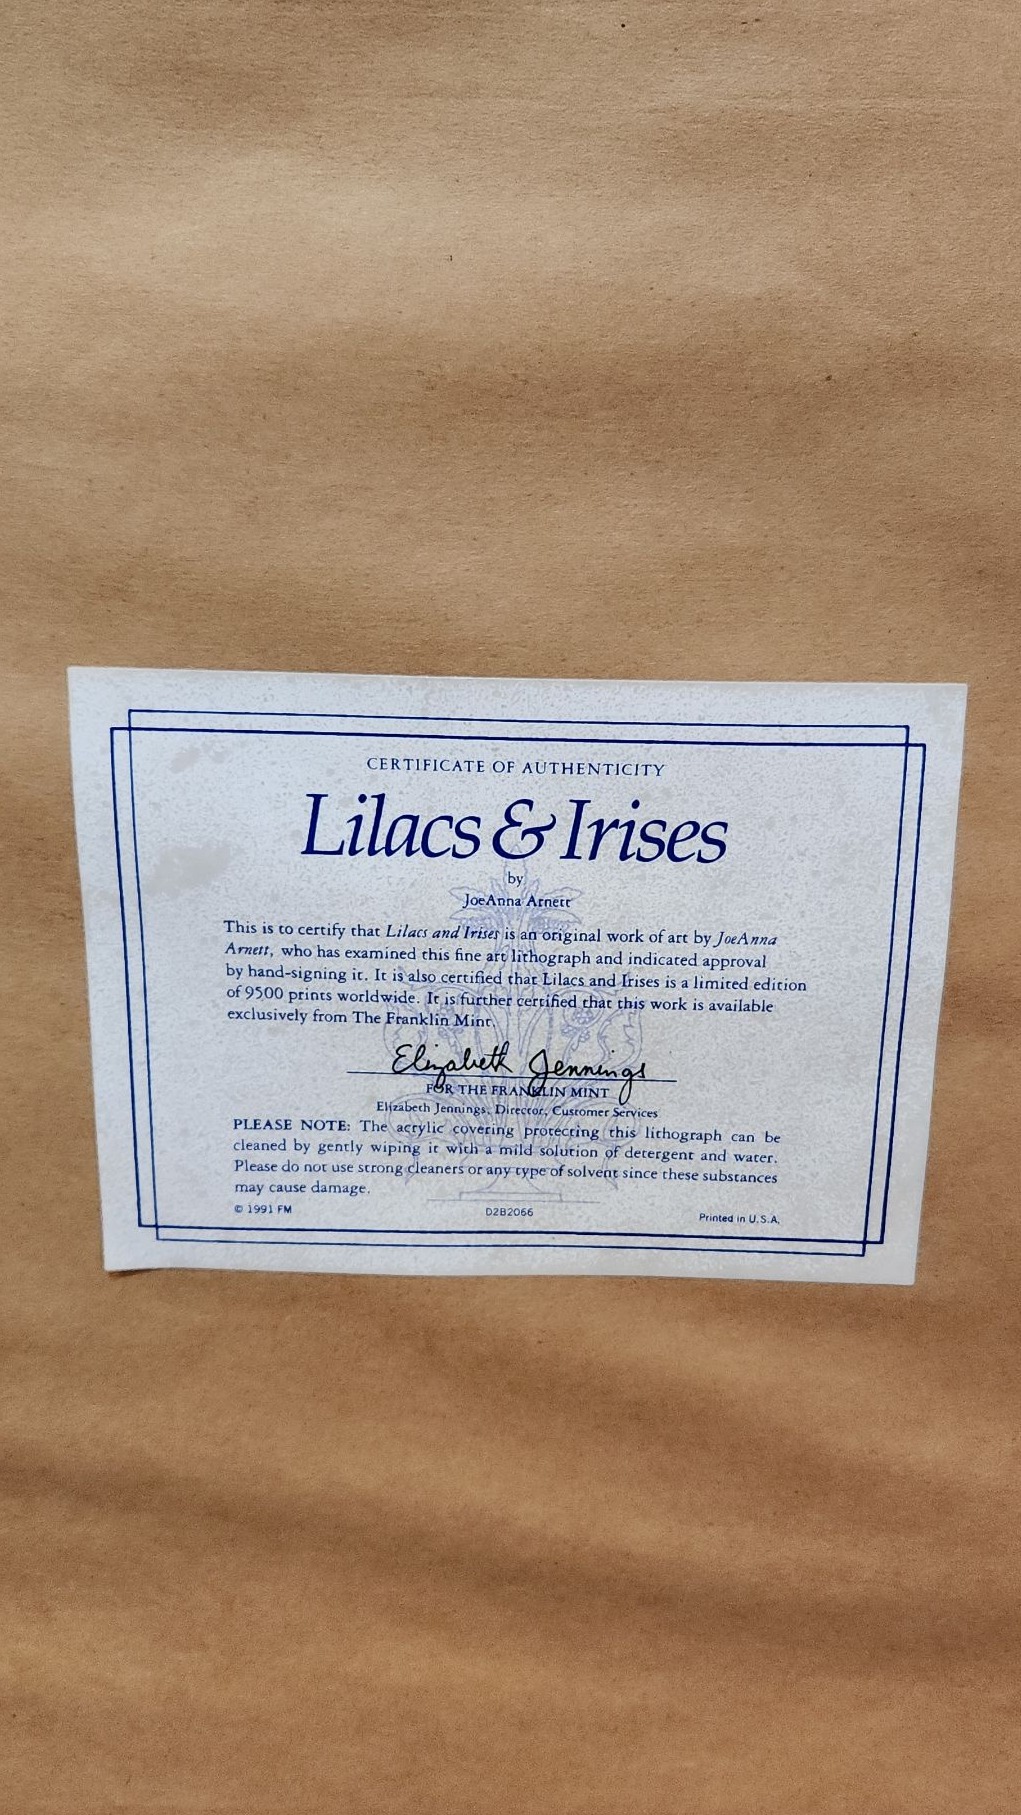 CERTIFICATE OF AUTHENTICITY
Lilacs & Irises
by
JoeAnna Arnett
This is to certify that Lilacs and Irises is an original work of art by JoeAnna
Arnett, who has examined this fine art lithograph and indicated approval
by hand-signing it. It is also certified that Lilacs and Irises is a limited edition
of 9500 prints worldwide. It is further certified that this work is available
exclusively from The Franklin Mint.
Elizabeth Jennings
FOR THE FRANKLIN MINT
Elizabeth Jennings, Director, Customer Services
PLEASE NOTE: The acrylic covering protecting this lithograph can be
cleaned by gently wiping it with a mild solution of detergent and water.
Please do not use strong cleaners or any type of solvent since these substances
may cause damage.
© 1991 FM D2B2066 Printed in U.S.A.